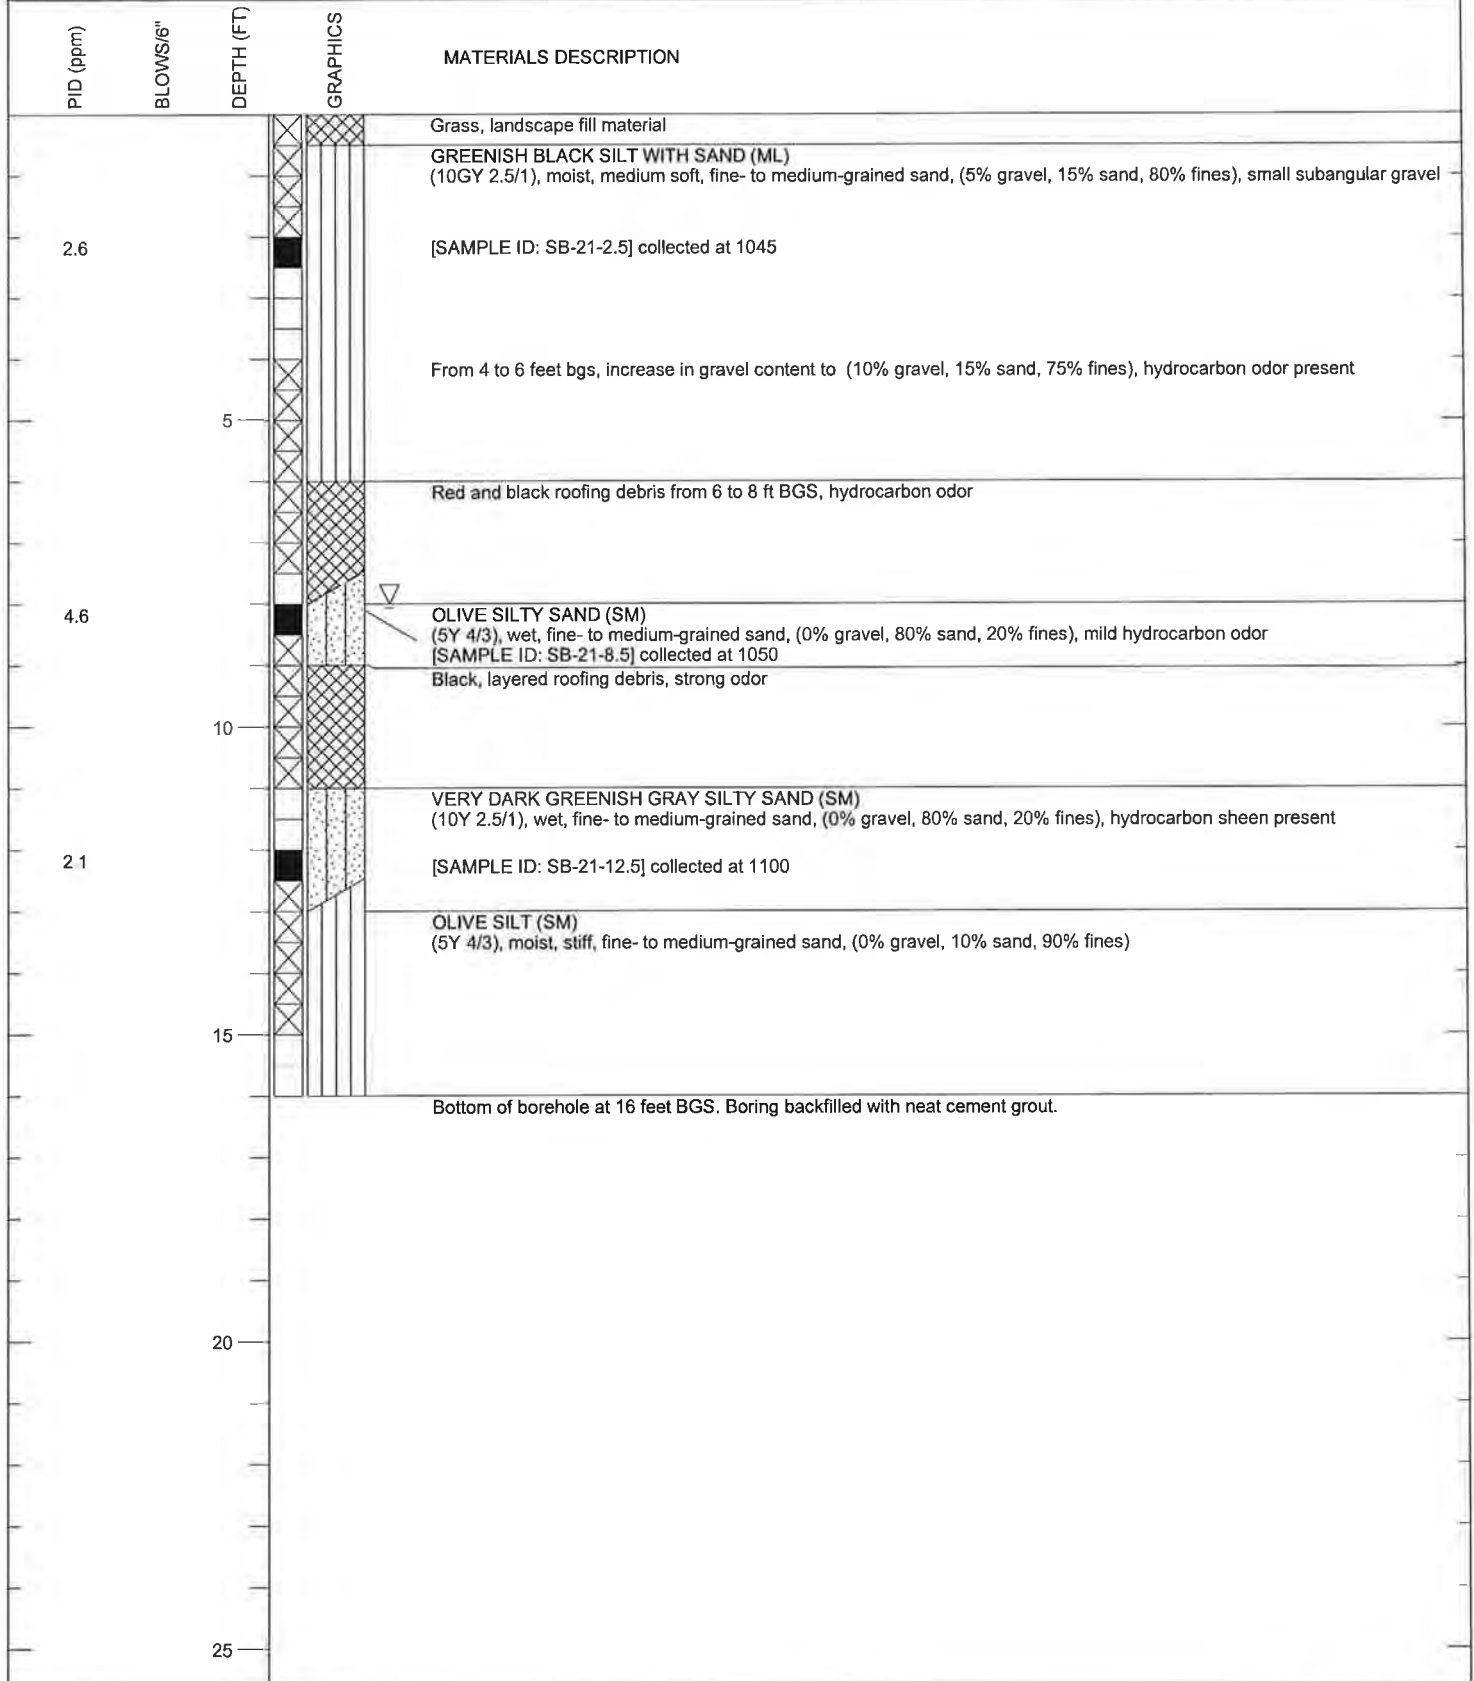 PID (ppm)
BLOWS/6"
DEPTH (FT)
GRAPHICS
MATERIALS DESCRIPTION
Grass, landscape fill material
GREENISH BLACK SILT WITH SAND (ML)
(10GY 2.5/1), moist, medium soft, fine- to medium-grained sand, (5% gravel, 15% sand, 80% fines), small subangular gravel
2.6
[SAMPLE ID: SB-21-2.5] collected at 1045
From 4 to 6 feet bgs, increase in gravel content to (10% gravel, 15% sand, 75% fines), hydrocarbon odor present
5
Red and black roofing debris from 6 to 8 ft BGS, hydrocarbon odor
4.6
OLIVE SILTY SAND (SM)
(5Y 4/3), wet, fine- to medium-grained sand, (0% gravel, 80% sand, 20% fines), mild hydrocarbon odor
[SAMPLE ID: SB-21-8.5] collected at 1050
Black, layered roofing debris, strong odor
10
VERY DARK GREENISH GRAY SILTY SAND (SM)
(10Y 2.5/1), wet, fine- to medium-grained sand, (0% gravel, 80% sand, 20% fines), hydrocarbon sheen present
2.1
[SAMPLE ID: SB-21-12.5] collected at 1100
OLIVE SILT (SM)
(5Y 4/3), moist, stiff, fine- to medium-grained sand, (0% gravel, 10% sand, 90% fines)
15
Bottom of borehole at 16 feet BGS. Boring backfilled with neat cement grout.
20
25